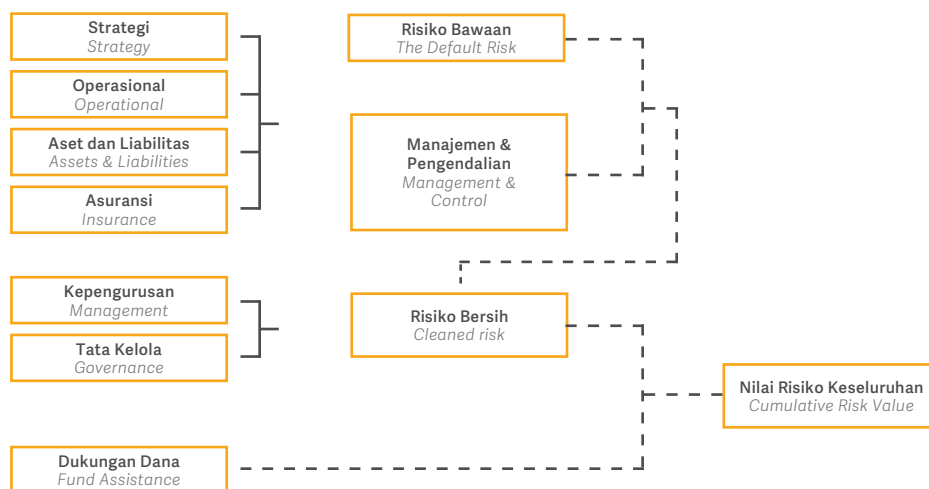 Strategi
Strategy
Operasional
Operational
Aset dan Liabilitas
Assets & Liabilities
Asuransi
Insurance
Kepengurusan
Management
Tata Kelola
Governance
Dukungan Dana
Fund Assistance
Risiko Bawaan
The Default Risk
Manajemen &
Pengendalian
Management &
Control
Risiko Bersih
Cleaned risk
Nilai Risiko Keseluruhan
Cumulative Risk Value